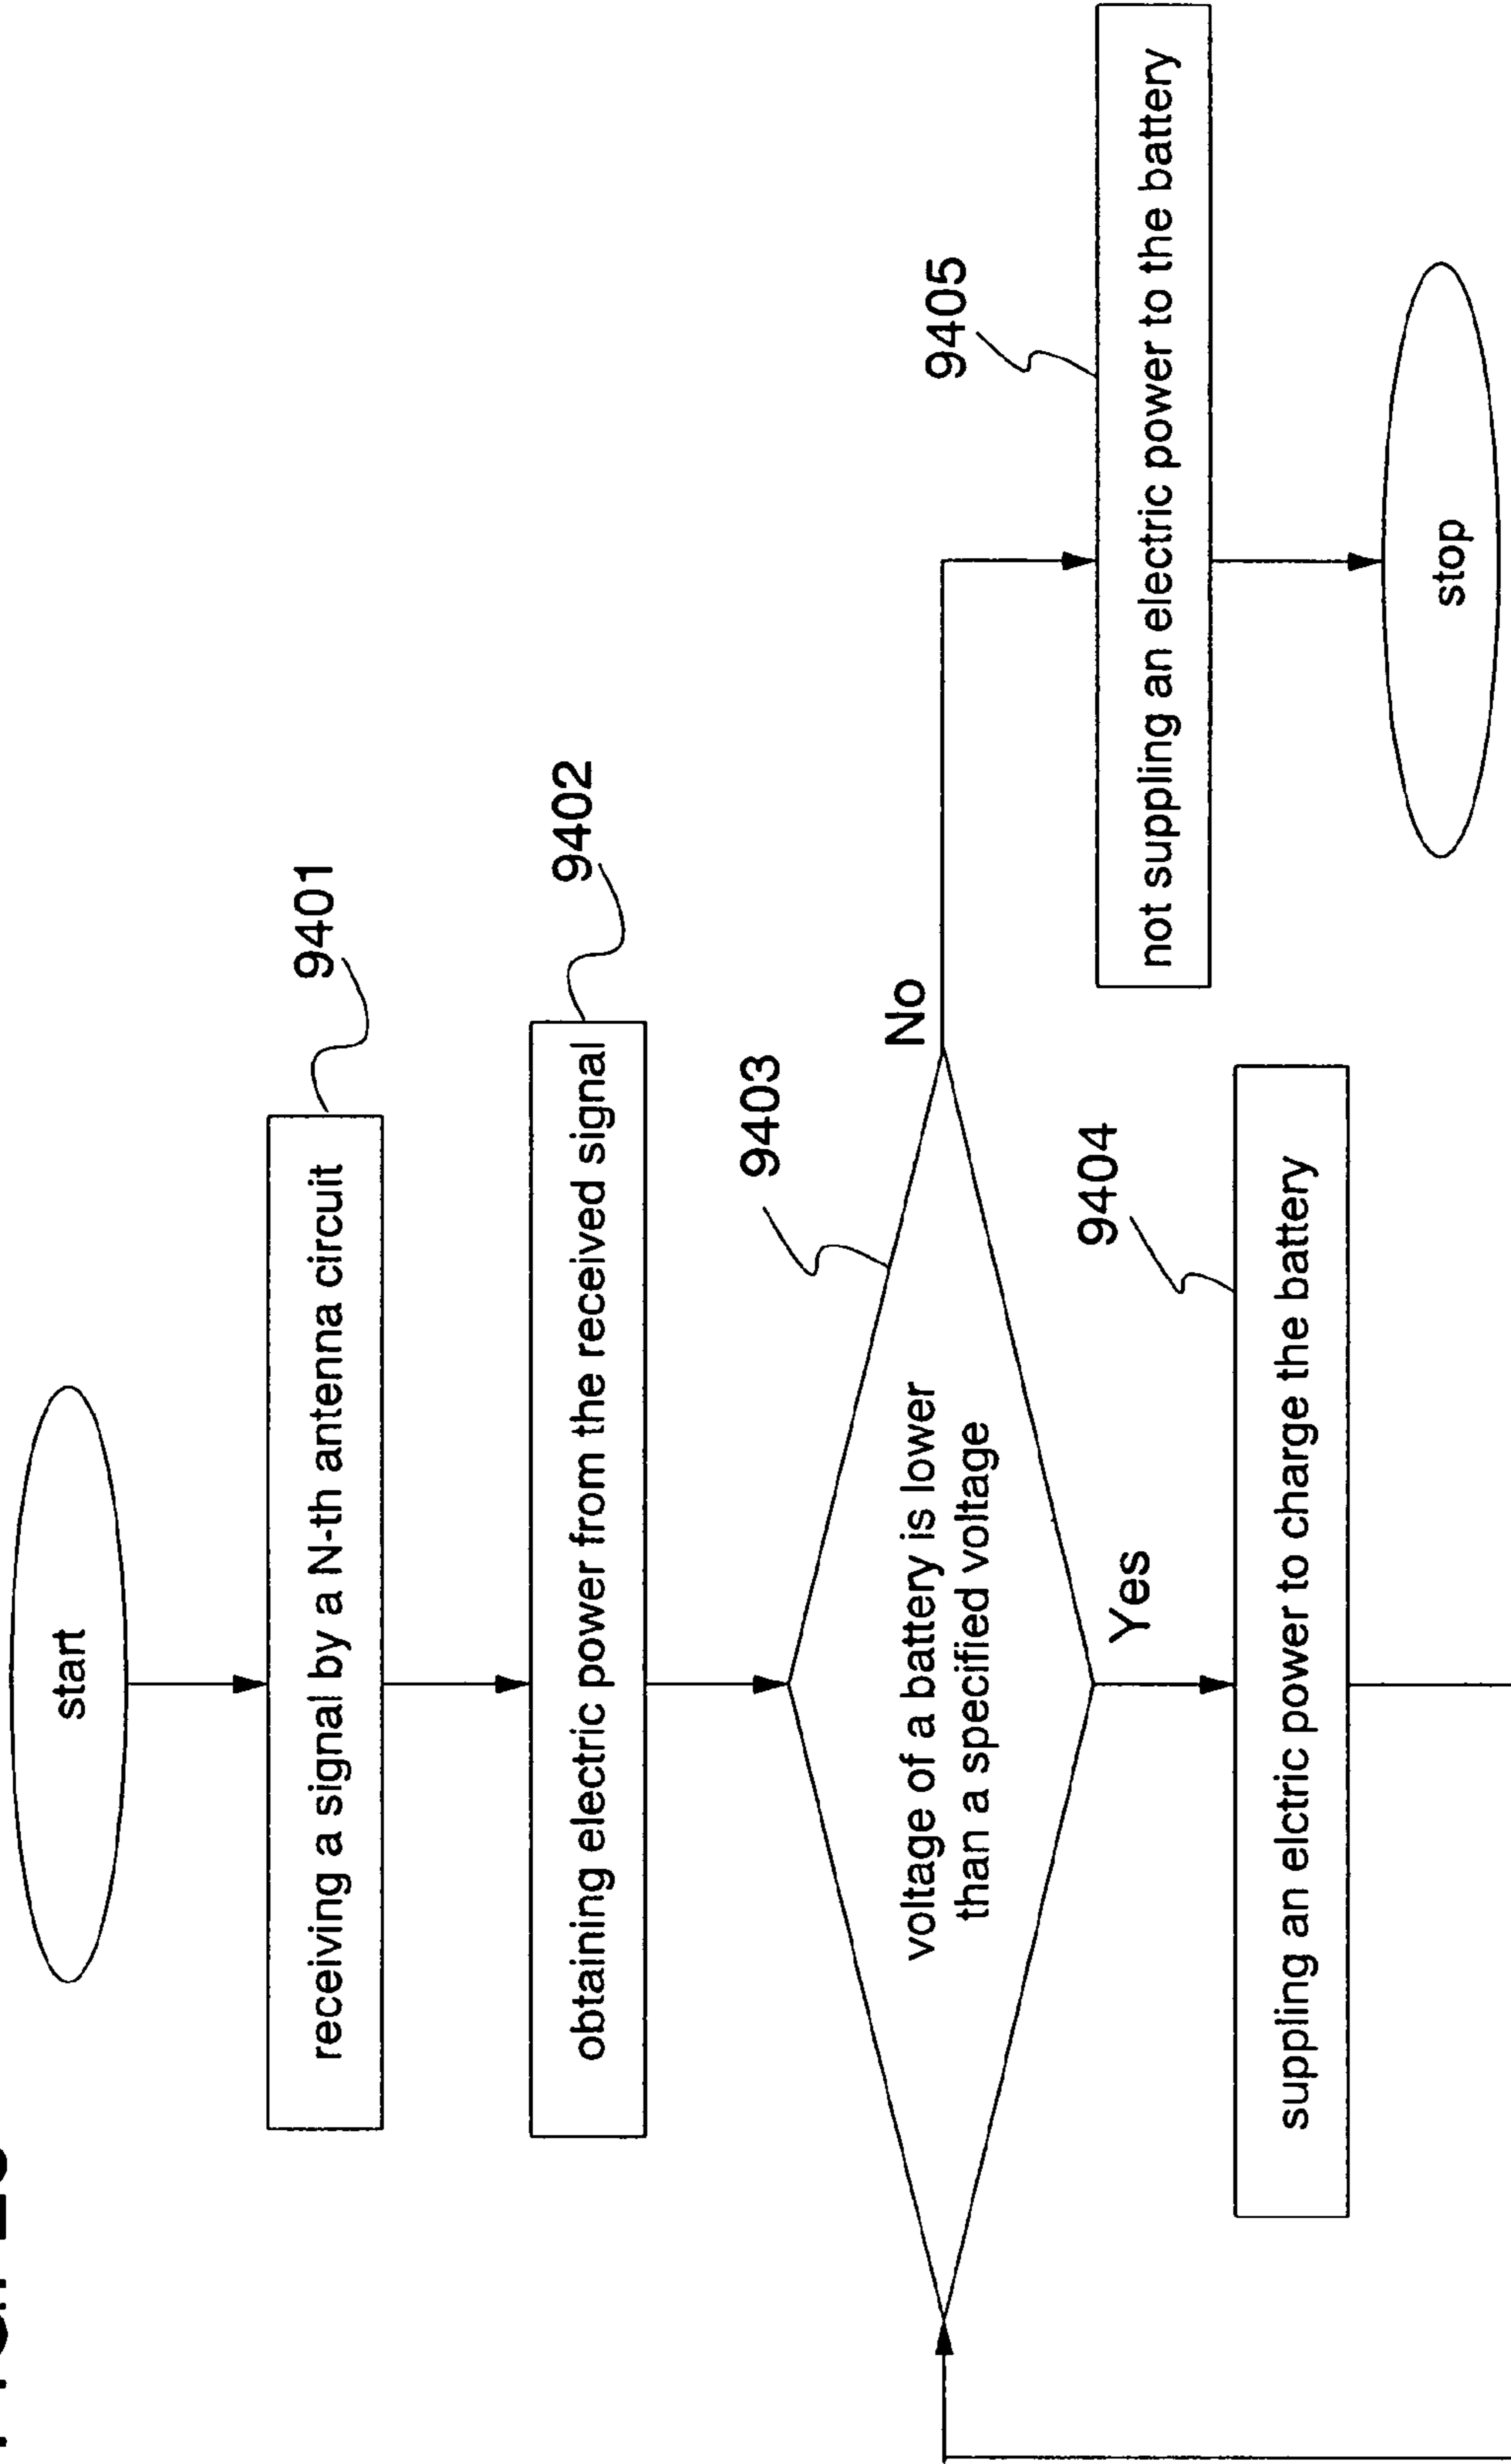 start
9401
receiving a signal by a N-th antenna circuit
9402
obtaining electric power from the received signal
9403
voltage of a battery is lower
than a specified voltage
No
Yes
9404
suppling an elctric power to charge the battery
9405
not suppling an electric power to the battery
stop